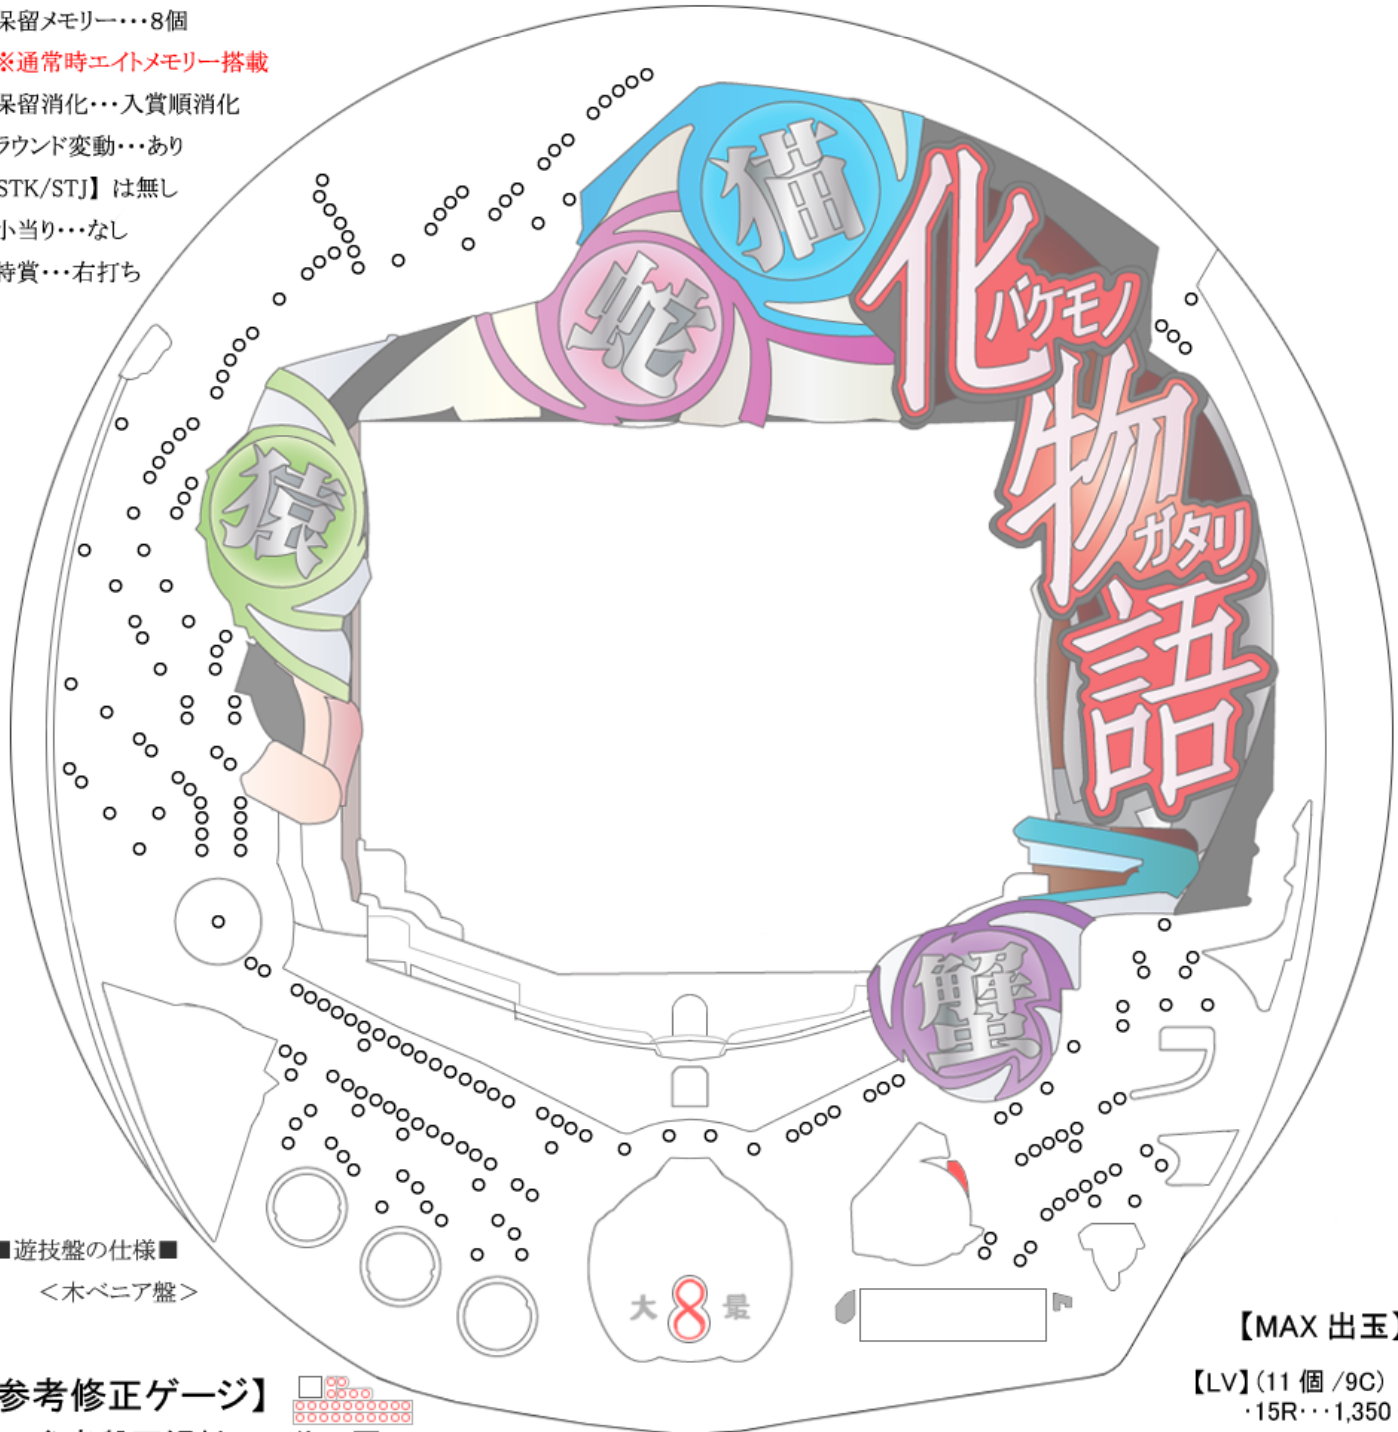 保留メモリー･･･8個
※通常時エイトメモリー搭載
保留消化･･･入賞順消化
ラウンド変動･･･あり
STK/STJ】は無し
小当り･･･なし
特賞･･･右打ち
猫
蛇
猿
化
バケモノ
物
ガタリ
語
蟹
■遊技盤の仕様■
＜木ベニア盤＞
大 8 最
【MAX 出玉】
【LV】(11 個 /9C)
･15R･･･1,350
参考修正ゲージ】